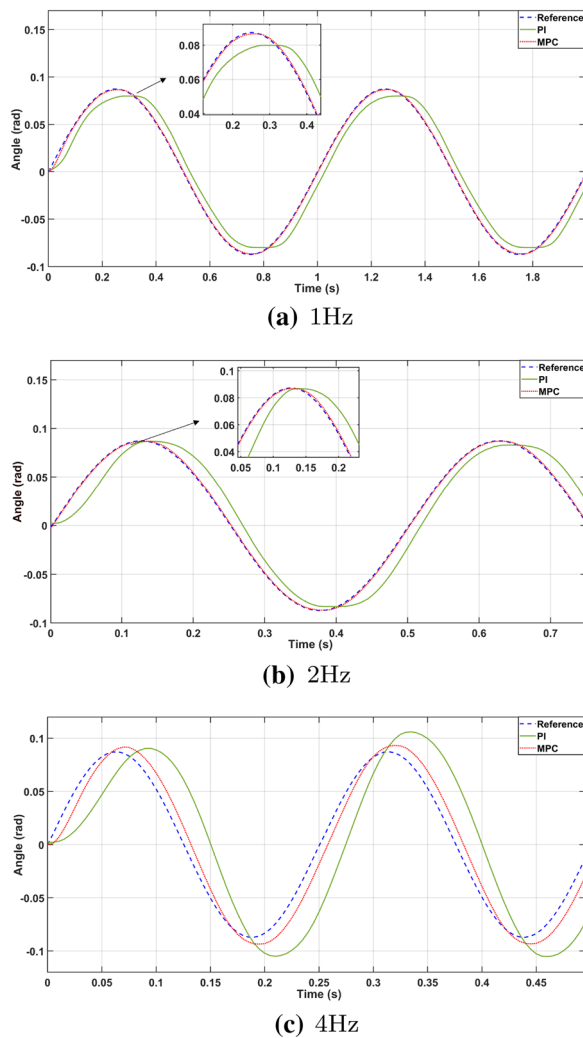 0.15
0.1
0.05
0
-0.05
-0.1
Angle (rad)
0.08
0.06
0.04
0.2 0.3 0.4
Reference
PI
MPC
0 0.2 0.4 0.6 0.8 1 1.2 1.4 1.6 1.8
Time (s)
(a) 1Hz
0.15
0.1
0.05
0
-0.05
-0.1
Angle (rad)
0.1
0.08
0.06
0.04
0.05 0.1 0.15 0.2
Reference
PI
MPC
0 0.1 0.2 0.3 0.4 0.5 0.6 0.7
Time (s)
(b) 2Hz
0.1
0.05
0
-0.05
-0.1
Angle (rad)
Reference
PI
MPC
0 0.05 0.1 0.15 0.2 0.25 0.3 0.35 0.4 0.45
Time (s)
(c) 4Hz